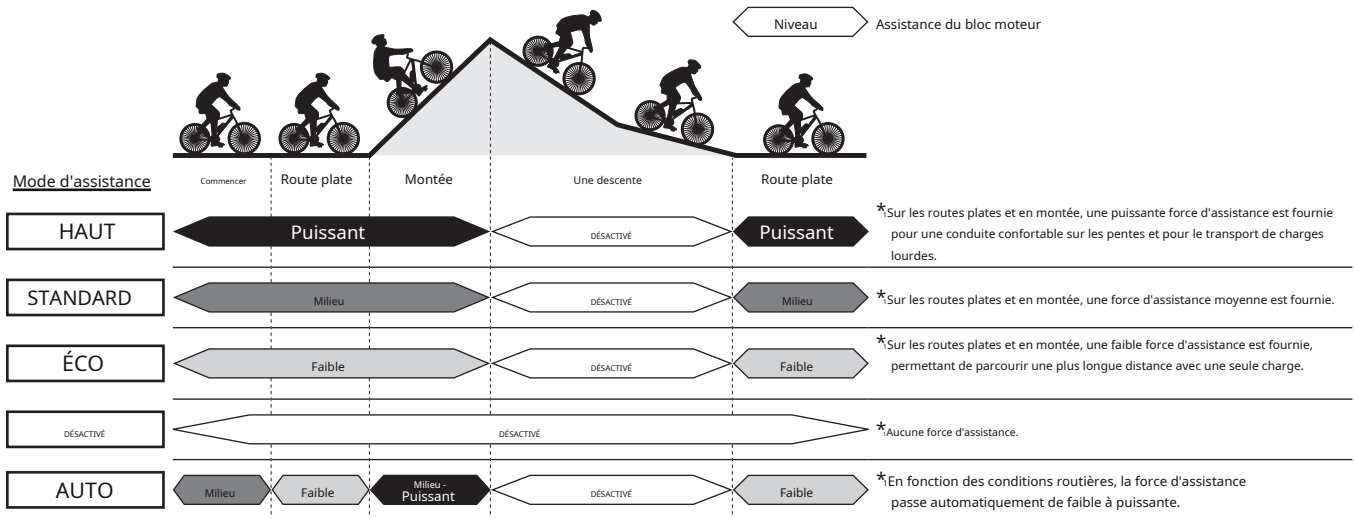 Niveau Assistance du bloc moteur
Mode d'assistance Commencer Route plate Montée Une descente Route plate
HAUT Puissant DÉSACTIVÉ Puissant
*1Sur les routes plates et en montée, une puissante force d'assistance est fournie
pour une conduite confortable sur les pentes et pour le transport de charges
lourdes.
STANDARD Milieu DÉSACTIVÉ Milieu
*1Sur les routes plates et en montée, une force d'assistance moyenne est fournie.
ÉCO Faible DÉSACTIVÉ Faible
*1Sur les routes plates et en montée, une faible force d'assistance est fournie,
permettant de parcourir une plus longue distance avec une seule charge.
DÉSACTIVÉ DÉSACTIVÉ
*1Aucune force d'assistance.
AUTO Milieu Faible Milieu -
Puissant DÉSACTIVÉ Faible
*1En fonction des conditions routières, la force d'assistance
passe automatiquement de faible à puissante.